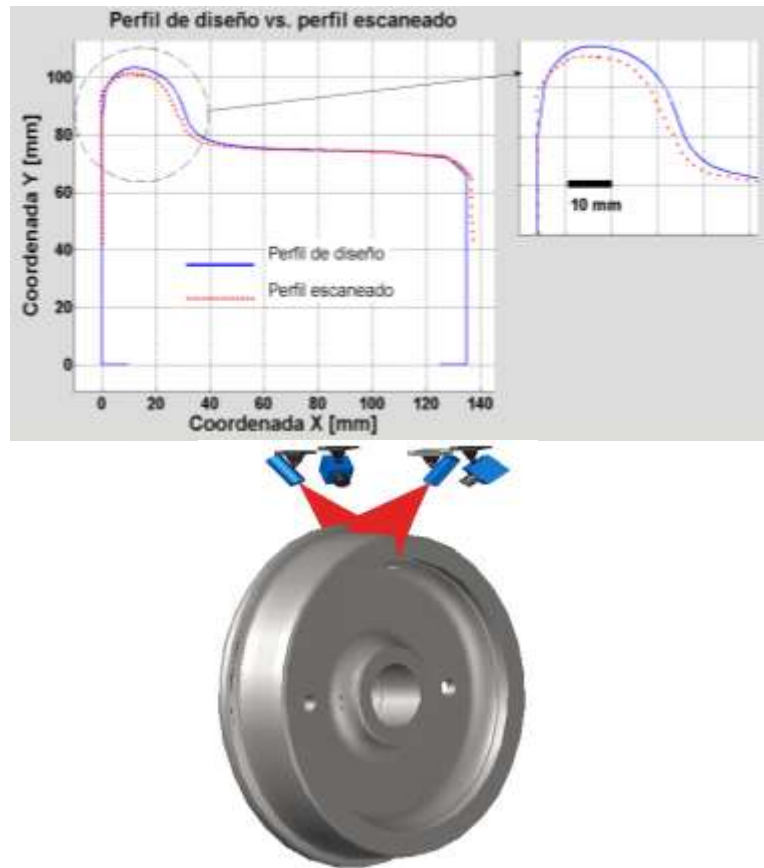 Perfil de diseño vs. perfil escaneado
Coordenada Y [mm]
100
80
60
40
20
0
Perfil de diseño
Perfil escaneado
10 mm
0 20 40 60 80 100 120 140
Coordenada X [mm]